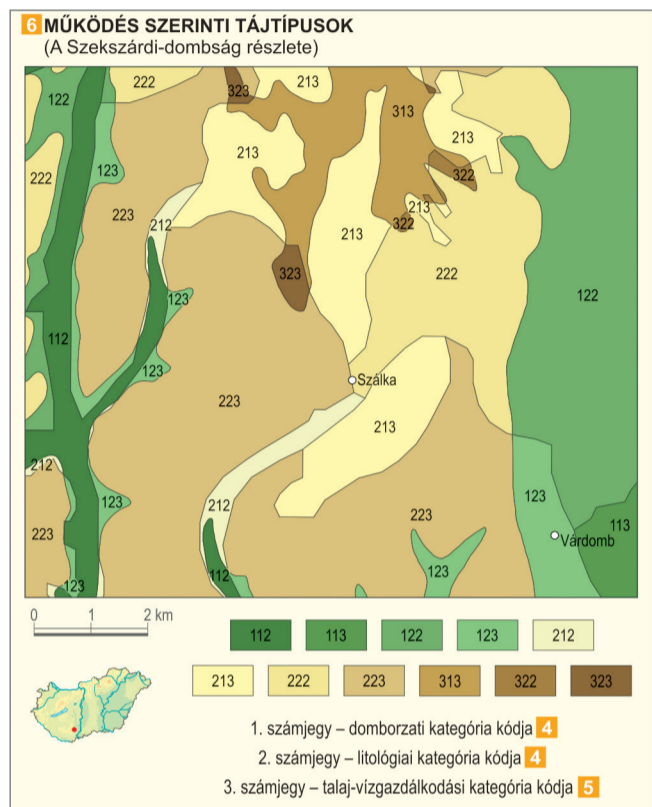 6 MŰKÖDÉS SZERINTI TÁJTÍPUSOK
(A Szekszárdi-dombság részlete)
122 222 323 213 313
123 213 213
222 322
223 212 213
322
213 222
123 323 122
112
123 Szálka
223
213
212
212 123
123 223 113
223 Várdomb
123
123 112
0 1 2 km
112 113 122 123 212
213 222 223 313 322 323
1. számjegy – domborzati kategória kódja 4
2. számjegy – litológiai kategória kódja 4
3. számjegy – talaj-vízgazdálkodási kategória kódja 5